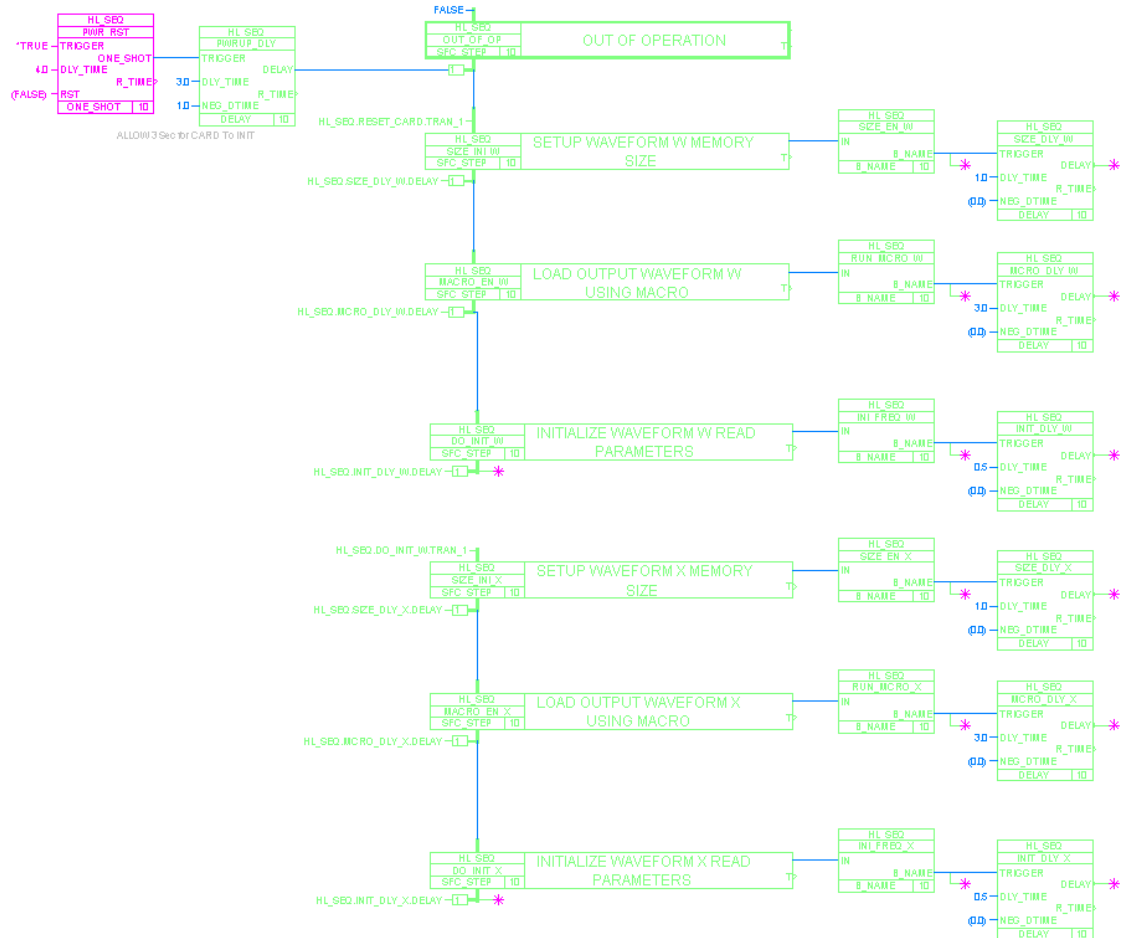 HL_SEQ
PWR_RST
*TRUE TRIGGER
ONE_SHOT
4.0 DLY_TIME
R_TIME
(FALSE) RST
ONE_SHOT 10
HL_SEQ
PWRUP_DLY
TRIGGER
DELAY
3.0 DLY_TIME
R_TIME
1.0 NEG_DTIME
DELAY 10
ALLOW 3 Sec for CARD To INIT
FALSE
HL_SEQ
OUT_OF_OP
SFC_STEP 10
OUT OF OPERATION
T
1
HL_SEQ.RESET_CARD.TRAN_1
HL_SEQ
SIZE_INI_W
SFC_STEP 10
SETUP WAVEFORM W MEMORY
SIZE
T
HL_SEQ.SIZE_DLY_W.DELAY 1
HL_SEQ
SIZE_EN_W
IN
B_NAME
B_NAME 10
HL_SEQ
SIZE_DLY_W
TRIGGER
DELAY
1.0 DLY_TIME
R_TIME
(0.0) NEG_DTIME
DELAY 10
HL_SEQ
MACRO_EN_W
SFC_STEP 10
LOAD OUTPUT WAVEFORM W
USING MACRO
T
HL_SEQ.MCRO_DLY_W.DELAY 1
HL_SEQ
RUN_MCRO_W
IN
B_NAME
B_NAME 10
HL_SEQ
MCRO_DLY_W
TRIGGER
DELAY
3.0 DLY_TIME
R_TIME
(0.0) NEG_DTIME
DELAY 10
HL_SEQ
DO_INIT_W
SFC_STEP 10
INITIALIZE WAVEFORM W READ
PARAMETERS
T
HL_SEQ.INIT_DLY_W.DELAY 1
HL_SEQ
INI_FREQ_W
IN
B_NAME
B_NAME 10
HL_SEQ
INIT_DLY_W
TRIGGER
DELAY
0.5 DLY_TIME
R_TIME
(0.0) NEG_DTIME
DELAY 10
HL_SEQ.DO_INIT_W.TRAN_1
HL_SEQ
SIZE_INI_X
SFC_STEP 10
SETUP WAVEFORM X MEMORY
SIZE
T
HL_SEQ.SIZE_DLY_X.DELAY 1
HL_SEQ
SIZE_EN_X
IN
B_NAME
B_NAME 10
HL_SEQ
SIZE_DLY_X
TRIGGER
DELAY
1.0 DLY_TIME
R_TIME
(0.0) NEG_DTIME
DELAY 10
HL_SEQ
MACRO_EN_X
SFC_STEP 10
LOAD OUTPUT WAVEFORM X
USING MACRO
T
HL_SEQ.MCRO_DLY_X.DELAY 1
HL_SEQ
RUN_MCRO_X
IN
B_NAME
B_NAME 10
HL_SEQ
MCRO_DLY_X
TRIGGER
DELAY
3.0 DLY_TIME
R_TIME
(0.0) NEG_DTIME
DELAY 10
HL_SEQ
DO_INIT_X
SFC_STEP 10
INITIALIZE WAVEFORM X READ
PARAMETERS
T
HL_SEQ.INIT_DLY_X.DELAY 1
HL_SEQ
INI_FREQ_X
IN
B_NAME
B_NAME 10
HL_SEQ
INIT_DLY_X
TRIGGER
DELAY
0.5 DLY_TIME
R_TIME
(0.0) NEG_DTIME
DELAY 10